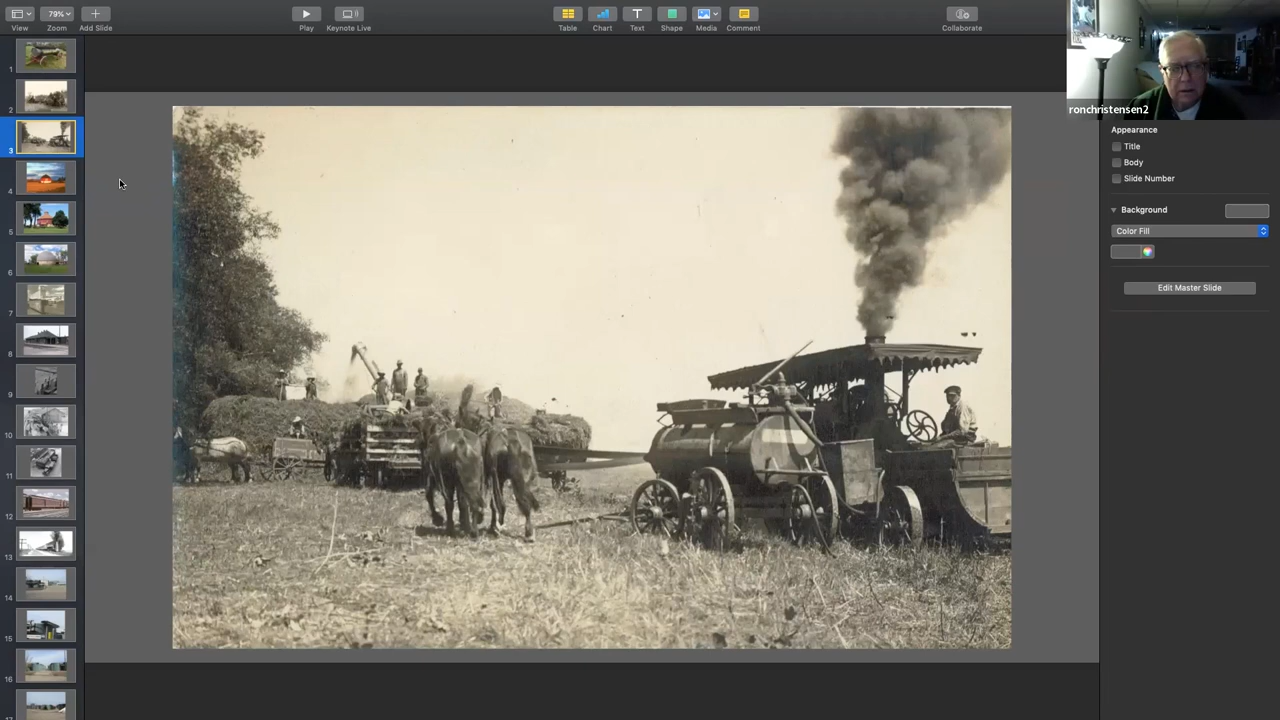 79%
View
Zoom
Add Slide
Play
Keynote Live
Table
Chart
Text
Shape
Media
Comment
Collaborate
ronchristensen2
Appearance
Title
Body
Slide Number
Background
Color Fill
Edit Master Slide
1
2
3
4
5
6
7
8
9
10
11
12
13
14
15
16